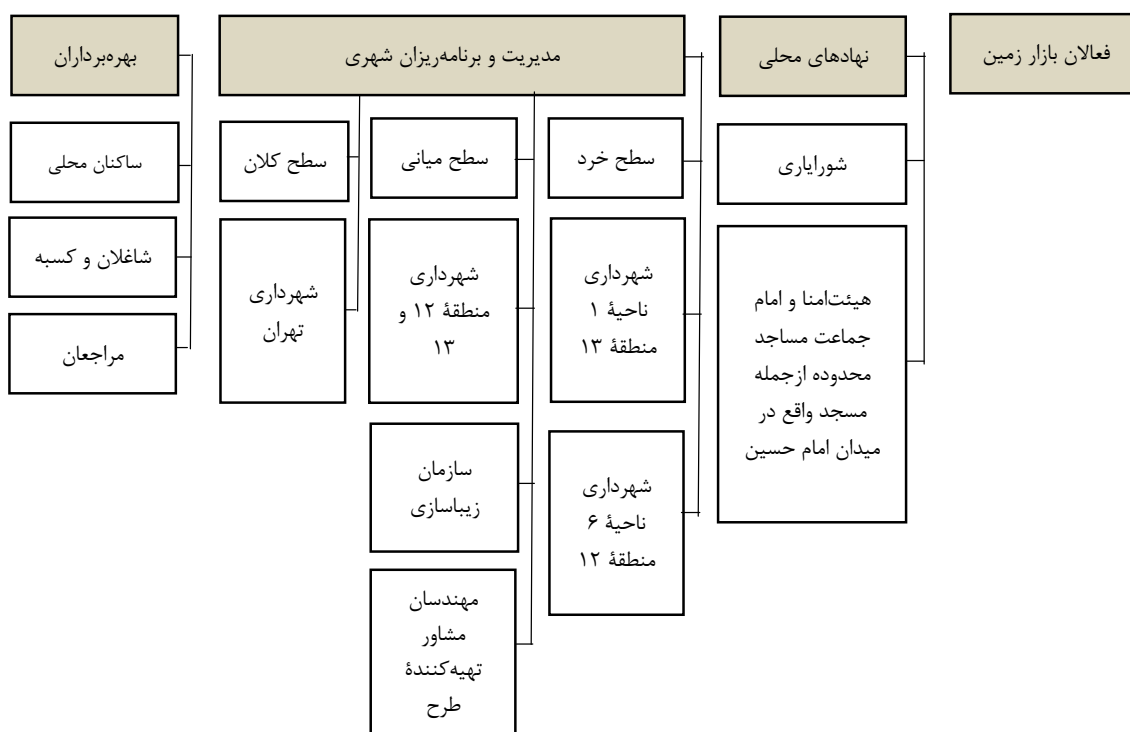 فعالان بازار زمین
نهادهای محلی
شورایاری
هیئت‌امنا و امام
جماعت مساجد
محدوده ازجمله
مسجد واقع در
میدان امام حسین
مدیریت و برنامه‌ریزان شهری
سطح خرد
شهرداری
ناحیهٔ ۱
منطقهٔ ۱۳
شهرداری
ناحیهٔ ۶
منطقهٔ ۱۲
سطح میانی
شهرداری
منطقهٔ ۱۲ و
۱۳
سازمان
زیباسازی
مهندسان
مشاور
تهیه‌کنندهٔ
طرح
سطح کلان
شهرداری
تهران
بهره‌برداران
ساکنان محلی
شاغلان و کسبه
مراجعان